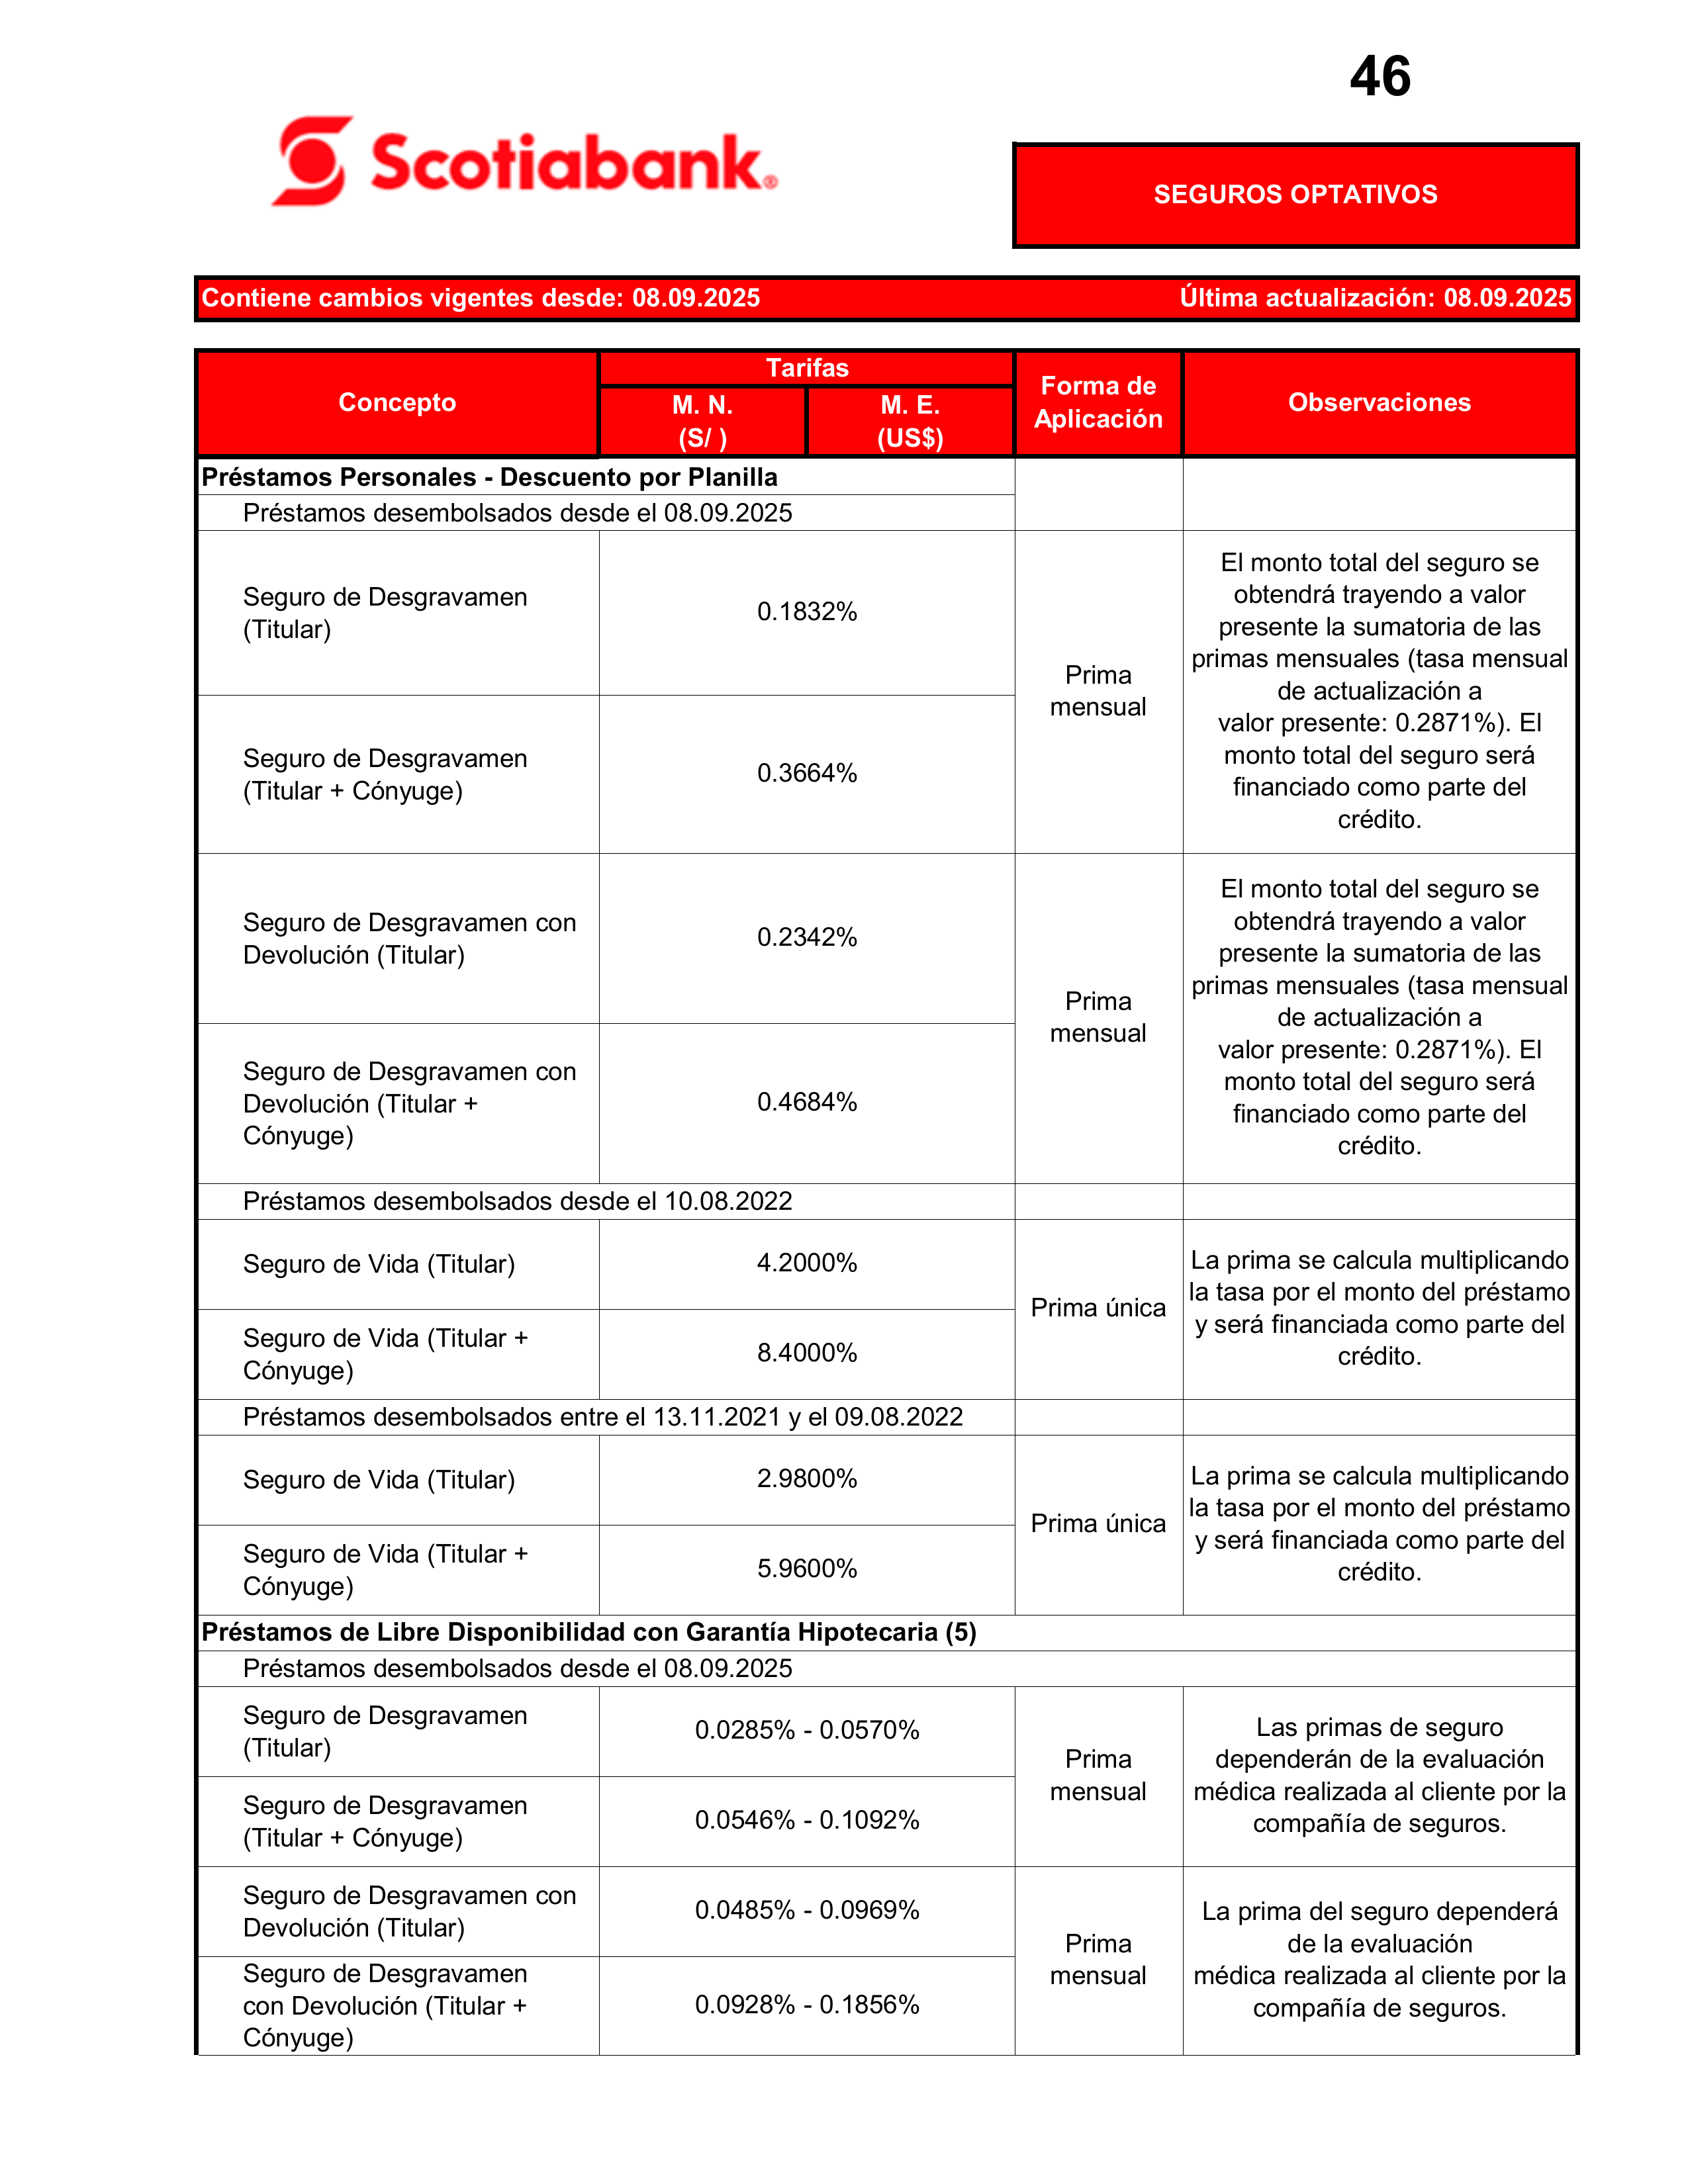 46
Scotiabank®
SEGUROS OPTATIVOS
Contiene cambios vigentes desde: 08.09.2025 Última actualización: 08.09.2025
Concepto
Tarifas
M. N.
(S/ )
M. E.
(US$)
Forma de
Aplicación
Observaciones
Préstamos Personales - Descuento por Planilla
Préstamos desembolsados desde el 08.09.2025
Seguro de Desgravamen
(Titular)
0.1832%
Seguro de Desgravamen
(Titular + Cónyuge)
0.3664%
Prima
mensual
El monto total del seguro se
obtendrá trayendo a valor
presente la sumatoria de las
primas mensuales (tasa mensual
de actualización a
valor presente: 0.2871%). El
monto total del seguro será
financiado como parte del
crédito.
Seguro de Desgravamen con
Devolución (Titular)
0.2342%
Seguro de Desgravamen con
Devolución (Titular +
Cónyuge)
0.4684%
Prima
mensual
El monto total del seguro se
obtendrá trayendo a valor
presente la sumatoria de las
primas mensuales (tasa mensual
de actualización a
valor presente: 0.2871%). El
monto total del seguro será
financiado como parte del
crédito.
Préstamos desembolsados desde el 10.08.2022
Seguro de Vida (Titular)
4.2000%
Seguro de Vida (Titular +
Cónyuge)
8.4000%
Prima única
La prima se calcula multiplicando
la tasa por el monto del préstamo
y será financiada como parte del
crédito.
Préstamos desembolsados entre el 13.11.2021 y el 09.08.2022
Seguro de Vida (Titular)
2.9800%
Seguro de Vida (Titular +
Cónyuge)
5.9600%
Prima única
La prima se calcula multiplicando
la tasa por el monto del préstamo
y será financiada como parte del
crédito.
Préstamos de Libre Disponibilidad con Garantía Hipotecaria (5)
Préstamos desembolsados desde el 08.09.2025
Seguro de Desgravamen
(Titular)
0.0285% - 0.0570%
Seguro de Desgravamen
(Titular + Cónyuge)
0.0546% - 0.1092%
Prima
mensual
Las primas de seguro
dependerán de la evaluación
médica realizada al cliente por la
compañía de seguros.
Seguro de Desgravamen con
Devolución (Titular)
0.0485% - 0.0969%
Seguro de Desgravamen
con Devolución (Titular +
Cónyuge)
0.0928% - 0.1856%
Prima
mensual
La prima del seguro dependerá
de la evaluación
médica realizada al cliente por la
compañía de seguros.